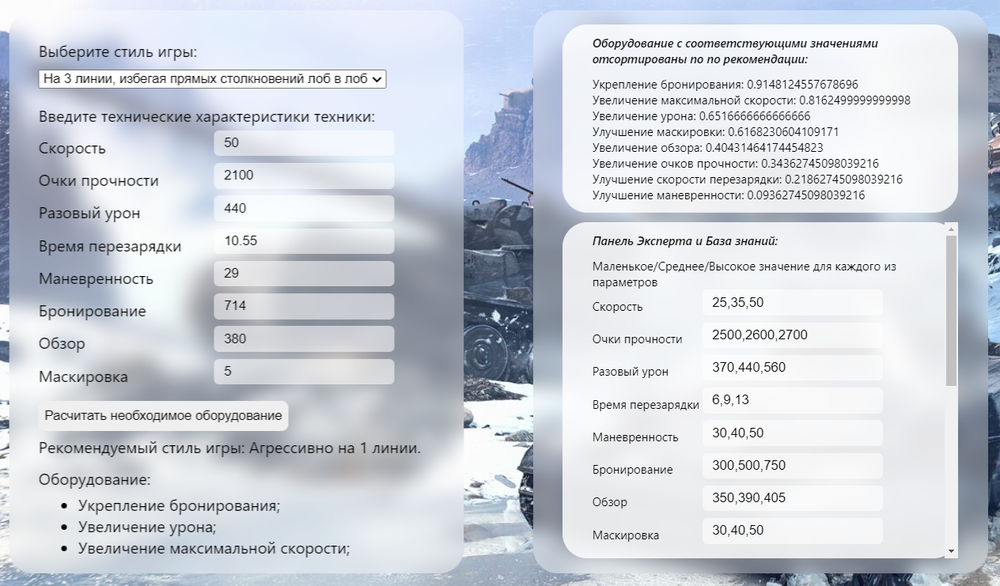 Выберите стиль игры:
На 3 линии, избегая прямых столкновений лоб в лоб
Введите технические характеристики техники:
Скорость 50
Очки прочности 2100
Разовый урон 440
Время перезарядки 10.55
Маневренность 29
Бронирование 714
Обзор 380
Маскировка 5
Расчитать необходимое оборудование
Рекомендуемый стиль игры: Агрессивно на 1 линии.
Оборудование:
• Укрепление бронирования;
• Увеличение урона;
• Увеличение максимальной скорости;
Оборудование с соответствующими значениями
отсортированы по по рекомендации:
Укрепление бронирования: 0.9148124557678696
Увеличение максимальной скорости: 0.8162499999999998
Увеличение урона: 0.6516666666666666
Улучшение маскировки: 0.6168230604109171
Увеличение обзора: 0.40431464174454823
Увеличение очков прочности: 0.34362745098039216
Улучшение скорости перезарядки: 0.21862745098039216
Улучшение маневренности: 0.09362745098039216
Панель Эксперта и База знаний:
Маленькое/Среднее/Высокое значение для каждого из
параметров
Скорость 25,35,50
Очки прочности 2500,2600,2700
Разовый урон 370,440,560
Время перезарядки 6,9,13
Маневренность 30,40,50
Бронирование 300,500,750
Обзор 350,390,405
Маскировка 30,40,50